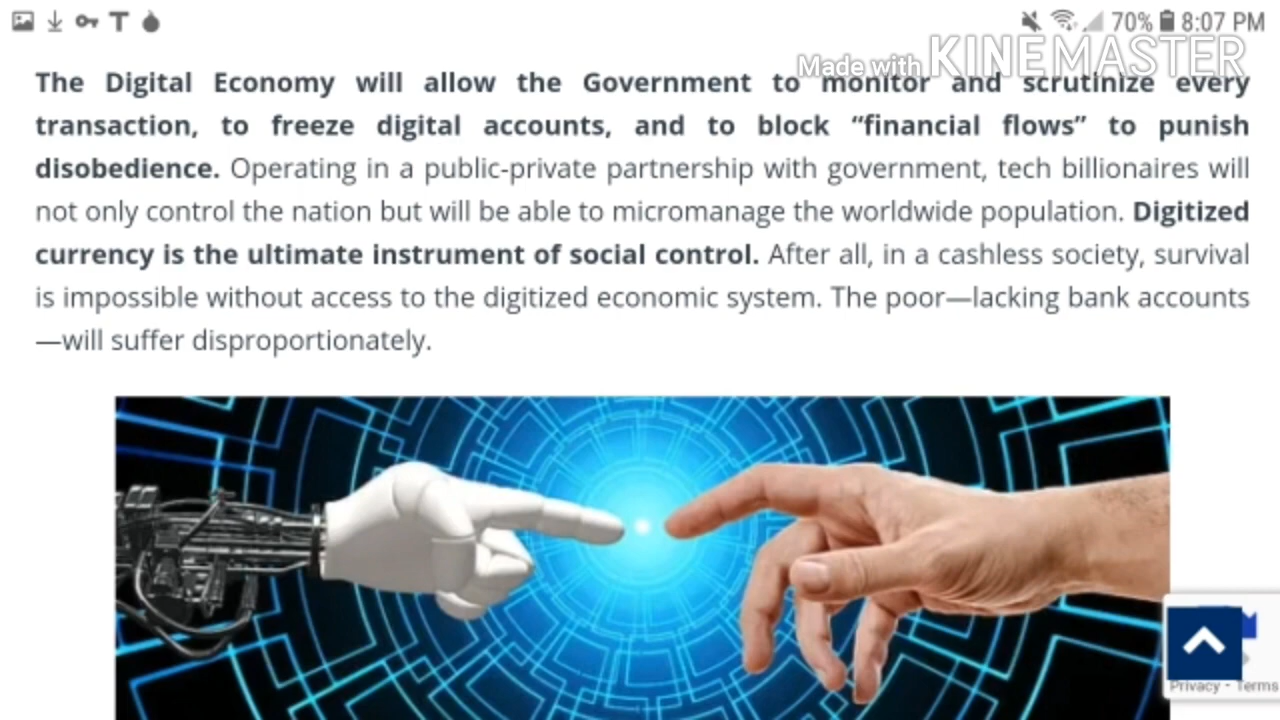 T 70% 8:07 PM
Made with KINEMASTER
The Digital Economy will allow the Government to monitor and scrutinize every
transaction, to freeze digital accounts, and to block “financial flows” to punish
disobedience. Operating in a public-private partnership with government, tech billionaires will
not only control the nation but will be able to micromanage the worldwide population. Digitized
currency is the ultimate instrument of social control. After all, in a cashless society, survival
is impossible without access to the digitized economic system. The poor—lacking bank accounts
—will suffer disproportionately.
Privacy - Terms